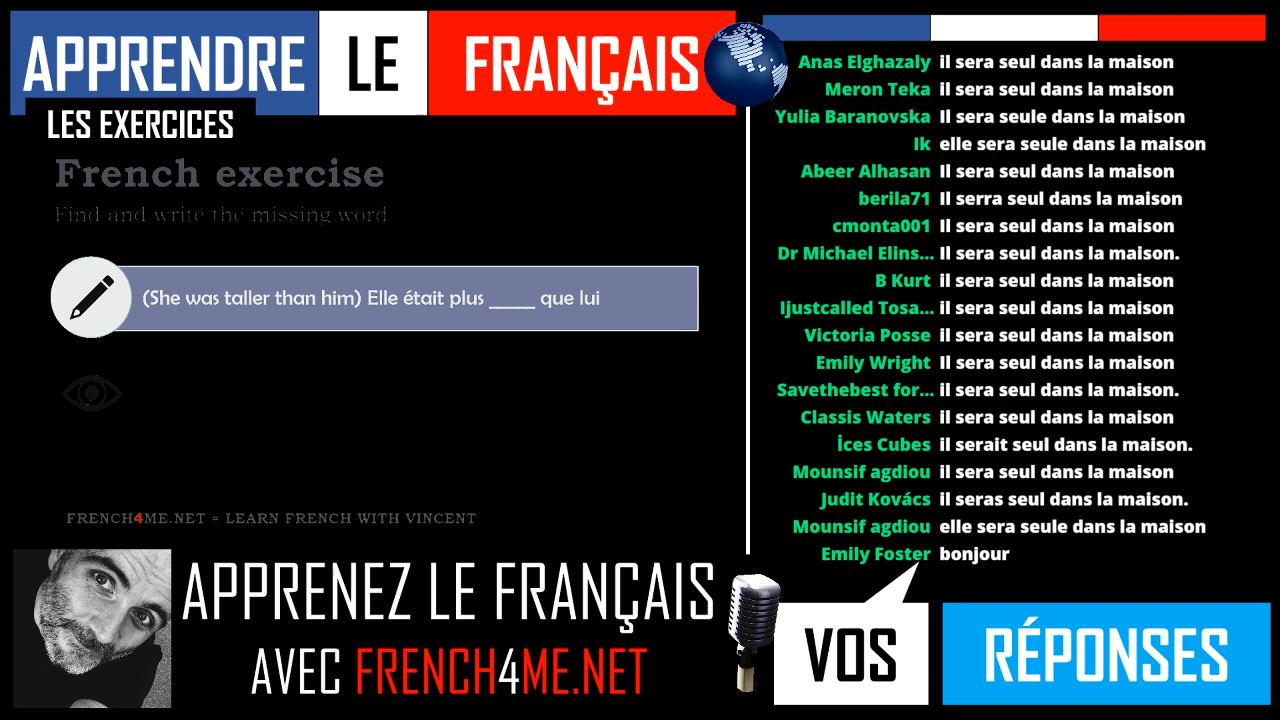 APPRENDRE LE FRANÇAIS
LES EXERCICES
French exercise
Find and write the missing word
(She was taller than him) Elle était plus _____ que lui
FRENCH4ME.NET = LEARN FRENCH WITH VINCENT
APPRENEZ LE FRANÇAIS
AVEC FRENCH4ME.NET
Anas Elghazaly il sera seul dans la maison
Meron Teka il sera seul dans la maison
Yulia Baranovska Il sera seule dans la maison
Ik elle sera seule dans la maison
Abeer Alhasan Il sera seul dans la maison
berila71 Il serra seul dans la maison
cmonta001 Il sera seul dans la maison
Dr Michael Elins... Il sera seul dans la maison.
B Kurt il sera seul dans la maison
Ijustcalled Tosa... il sera seul dans la maison
Victoria Posse il sera seul dans la maison
Emily Wright Il sera seul dans la maison
Savethebest for... Il sera seul dans la maison.
Classis Waters il sera seul dans la maison
İces Cubes il serait seul dans la maison.
Mounsif agdiou il sera seul dans la maison
Judit Kovács il seras seul dans la maison.
Mounsif agdiou elle sera seule dans la maison
Emily Foster bonjour
VOS RÉPONSES